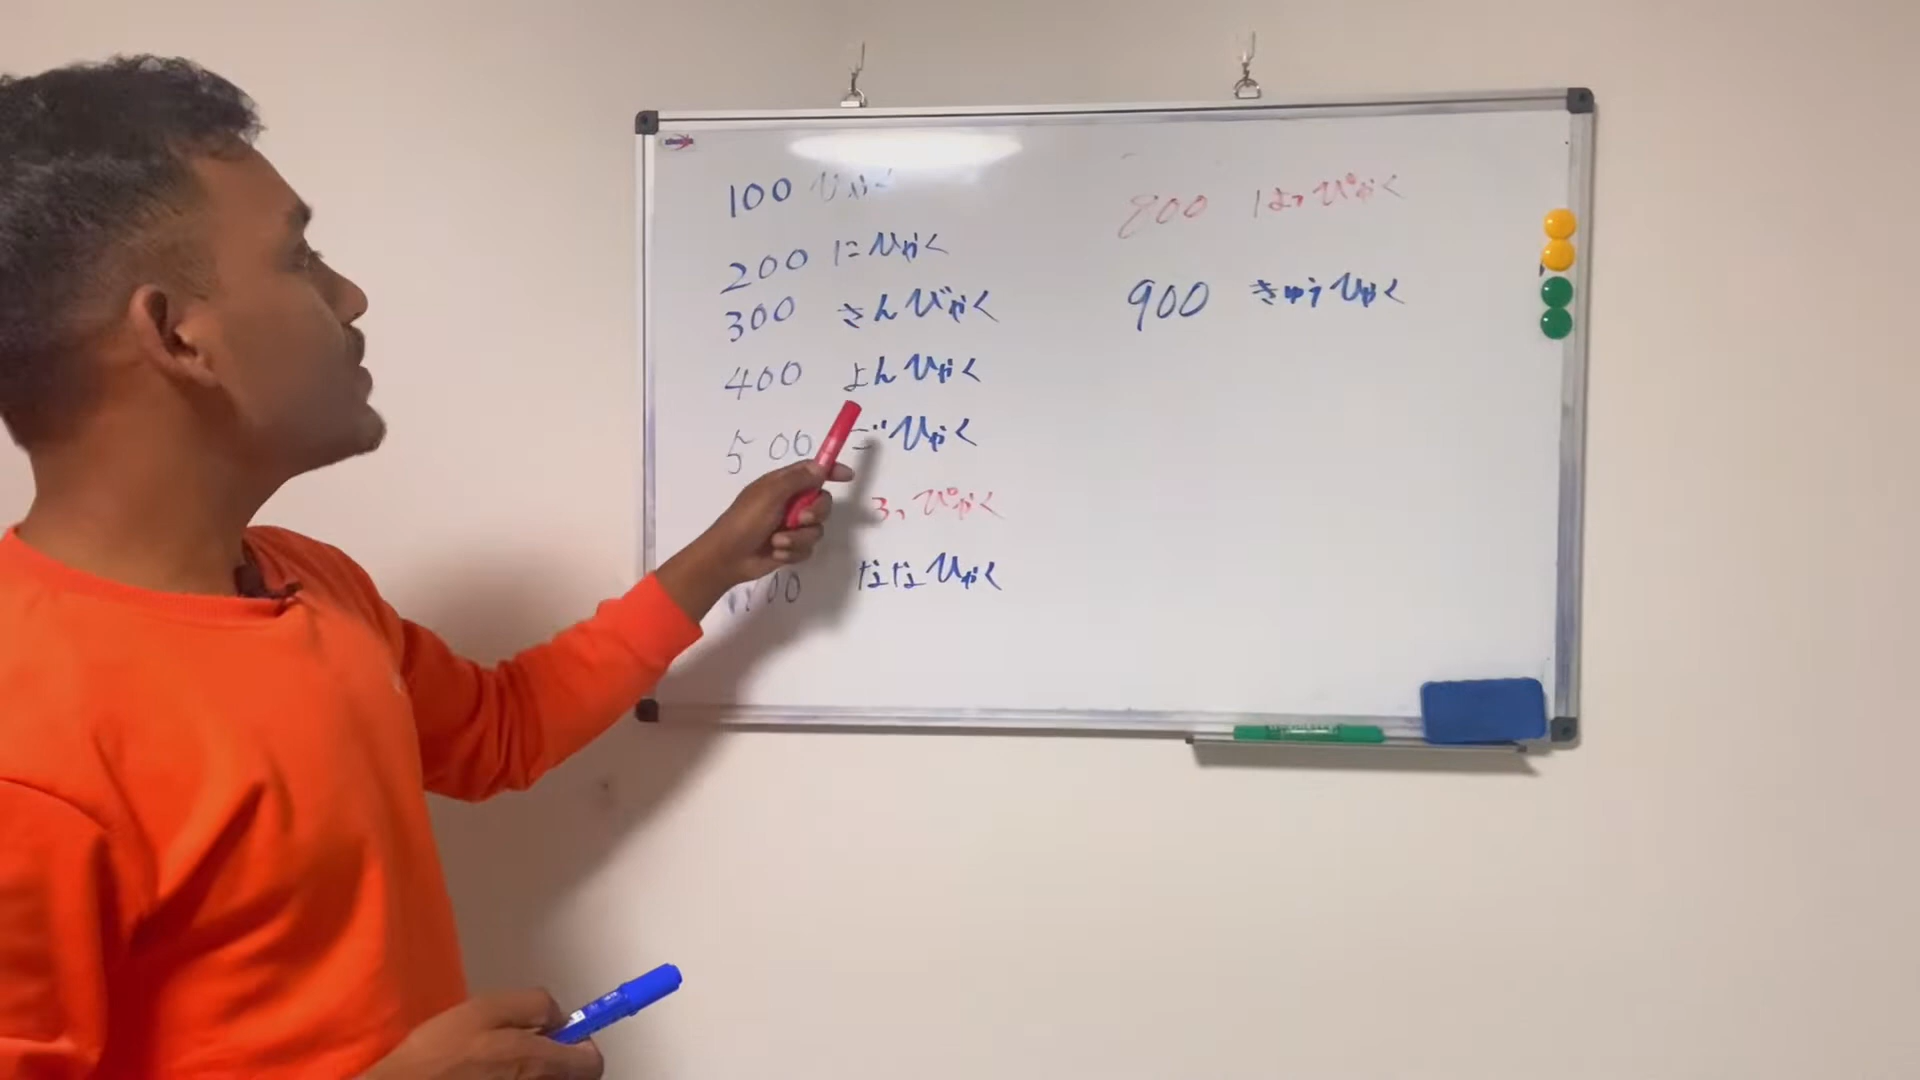 100 ひゃく
200 にひゃく
300 さんびゃく
400 よんひゃく
500 ごひゃく
ろっぴゃく
700 ななひゃく
800 はっぴゃく
900 きゅうひゃく